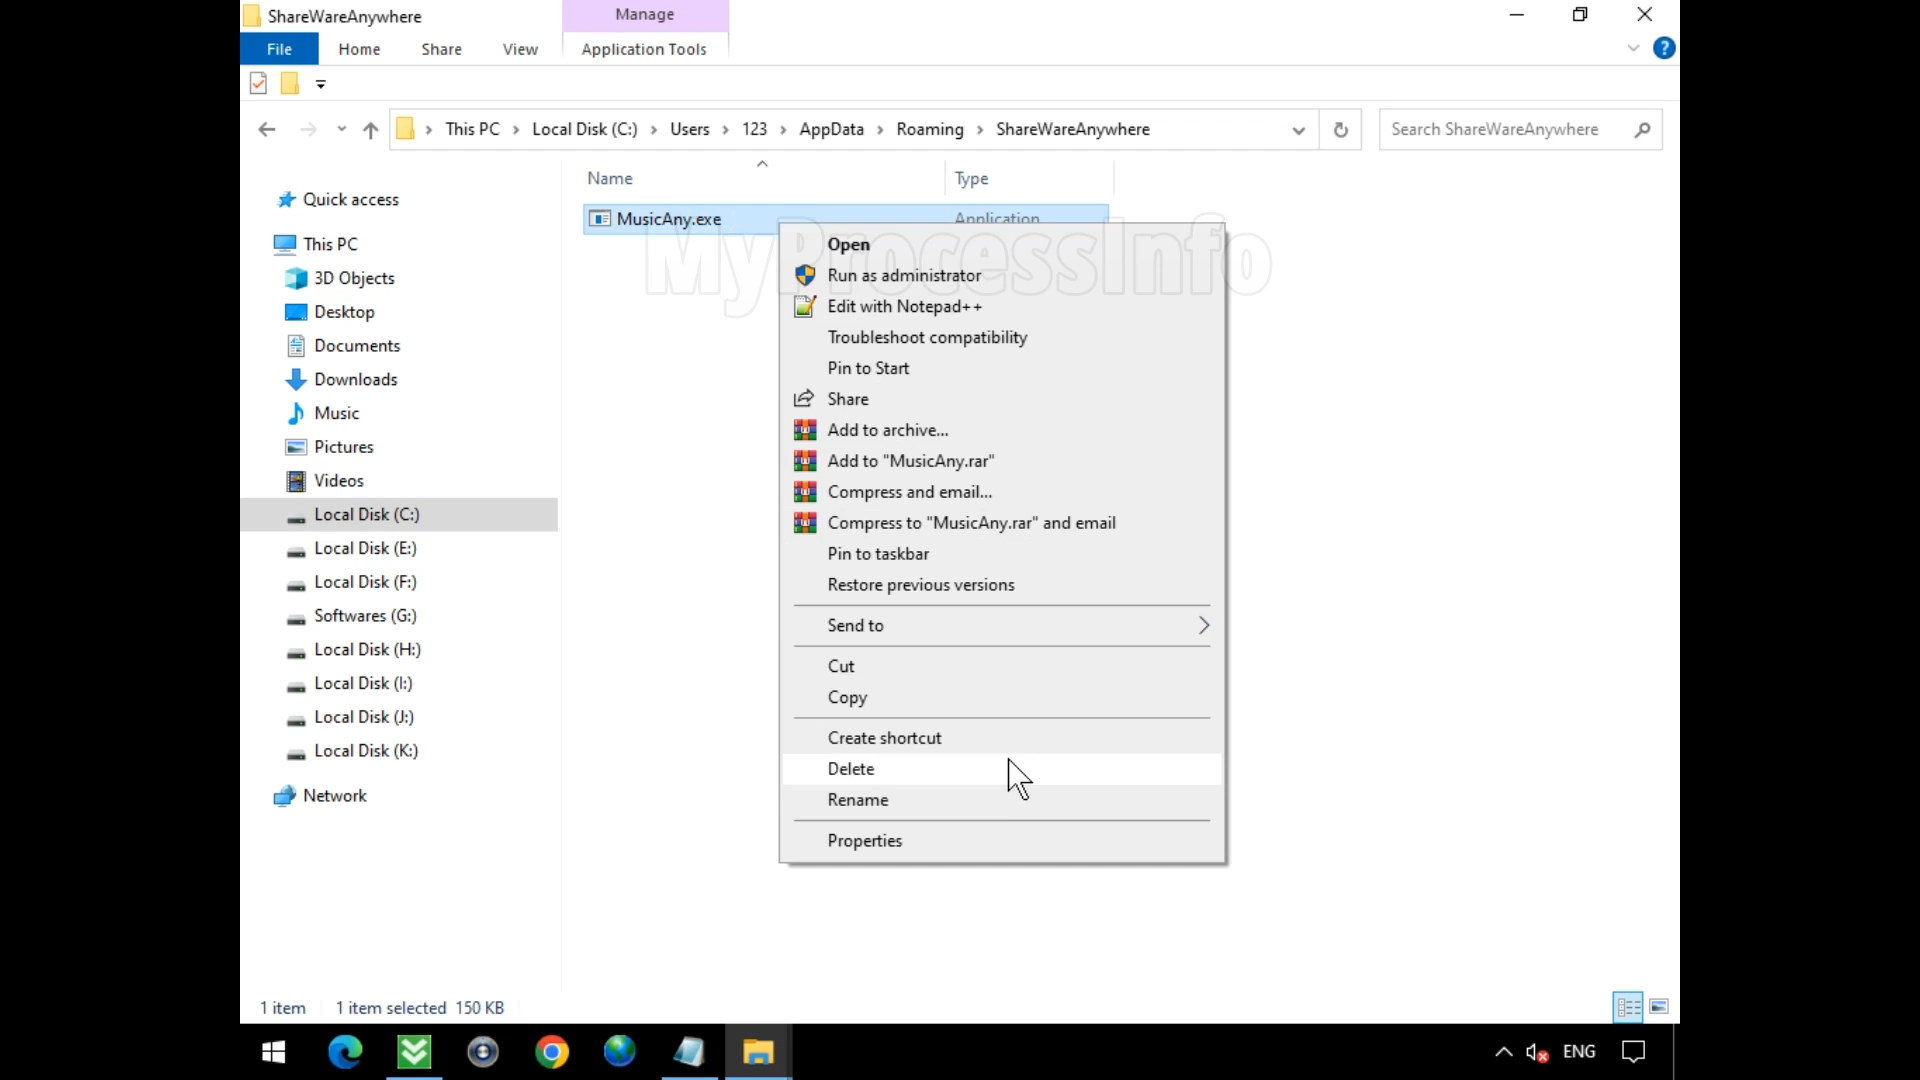 ShareWareAnywhere
Manage
File
Home
Share
View
Application Tools
This PC
Local Disk (C:)
Users
123
AppData
Roaming
ShareWareAnywhere
Search ShareWareAnywhere
Name
Type
Quick access
This PC
3D Objects
Desktop
Documents
Downloads
Music
Pictures
Videos
Local Disk (C:)
Local Disk (E:)
Local Disk (F:)
Softwares (G:)
Local Disk (H:)
Local Disk (I:)
Local Disk (J:)
Local Disk (K:)
Network
MusicAny.exe
Application
MyProcessInfo
Open
Run as administrator
Edit with Notepad++
Troubleshoot compatibility
Pin to Start
Share
Add to archive...
Add to "MusicAny.rar"
Compress and email...
Compress to "MusicAny.rar" and email
Pin to taskbar
Restore previous versions
Send to
Cut
Copy
Create shortcut
Delete
Rename
Properties
1 item
1 item selected 150 KB
ENG